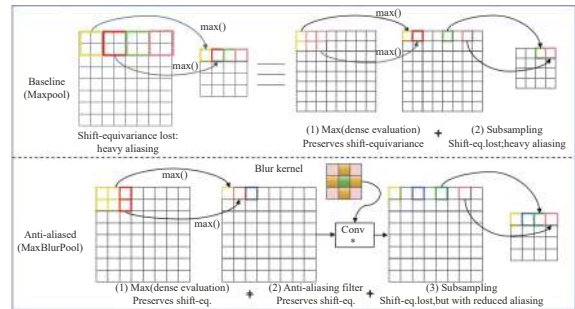 max()
max()
Baseline
(Maxpool)
Shift-equivariance lost:
heavy aliasing
max()
max()
(1) Max(dense evaluation)
Preserves shift-equivariance
+
(2) Subsampling
Shift-eq.lost;heavy aliasing
Blur kernel
max()
max()
Anti-aliased
(MaxBlurPool)
Conv
*
(1) Max(dense evaluation)
Preserves shift-eq.
+
(2) Anti-aliasing filter
Preserves shift-eq.
+
(3) Subsampling
Shift-eq.lost,but with reduced aliasing